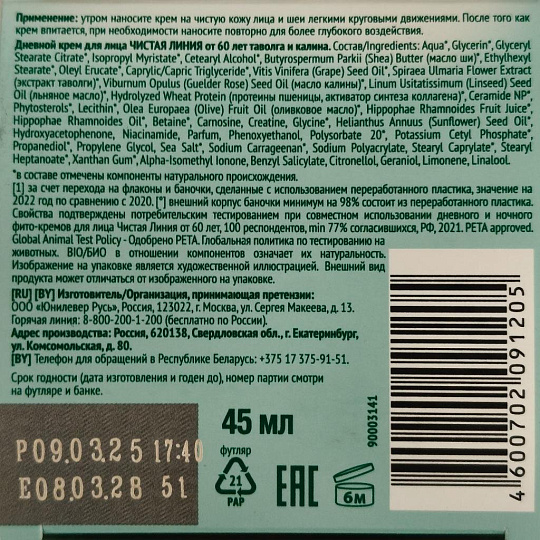 Применение: утром наносите крем на чистую кожу лица и шеи легкими круговыми движениями. После того как
крем впитается, при необходимости наносите повторно для более глубокого воздействия.
Дневной крем для лица ЧИСТАЯ ЛИНИЯ от 60 лет таволга и калина. Состав/Ingredients: Aqua*, Glycerin*, Glyceryl
Stearate Citrate*, Isopropyl Myristate*, Cetearyl Alcohol*, Butyrospermum Parkii (Shea) Butter (масло ши)*, Ethylhexyl
Stearate*, Oleyl Erucate*, Caprylic/Capric Triglyceride*, Vitis Vinifera (Grape) Seed Oil*, Spiraea Ulmaria Flower Extract
(экстракт таволги)*, Viburnum Opulus (Guelder Rose) Seed Oil (масло калины)*, Linum Usitatissimum (Linseed) Seed
Oil (льняное масло)*, Hydrolyzed Wheat Protein (протеины пшеницы, активатор синтеза коллагена)*, Ceramide NP*,
Phytosterols*, Lecithin*, Olea Europaea (Olive) Fruit Oil (оливковое масло)*, Hippophae Rhamnoides Fruit Juice*,
Hippophae Rhamnoides Oil*, Betaine*, Carnosine, Creatine, Glycine*, Helianthus Annuus (Sunflower) Seed Oil*,
Hydroxyacetophenone, Niacinamide, Parfum, Phenoxyethanol, Polysorbate 20*, Potassium Cetyl Phosphate*,
Propanediol*, Propylene Glycol, Sea Salt*, Sodium Carrageenan*, Sodium Polyacrylate, Stearyl Caprylate*, Stearyl
Heptanoate*, Xanthan Gum*, Alpha-Isomethyl Ionone, Benzyl Salicylate, Citronellol, Geraniol, Limonene, Linalool.
*в составе отмечены компоненты натурального происхождения.
[1] за счет перехода на флаконы и баночки, сделанные с использованием переработанного пластика, значение на
2022 год по сравнению с 2020. [*] внешний корпус баночки минимум на 98% состоит из переработанного пластика.
Свойства подтверждены потребительским тестированием при совместном использовании дневного и ночного
фито-кремов для лица Чистая Линия от 60 лет, 100 респондентов, min 77% согласившихся, РФ, 2021. PETA approved.
Global Animal Test Policy - Одобрено PETA. Глобальная политика по тестированию на
животных. BIO/БИО в отношении компонентов означает их натуральность.
Изображение на упаковке является художественной иллюстрацией. Внешний вид
продукта может отличаться от изображенного на упаковке.
[RU] [BY] Изготовитель/Организация, принимающая претензии:
ООО «Юнилевер Русь», Россия, 123022, г. Москва, ул. Сергея Макеева, д. 13.
Горячая линия: 8-800-200-1-200 (бесплатно по России).
Адрес производства: Россия, 620138, Свердловская обл., г. Екатеринбург,
ул. Комсомольская, д. 80.
[BY] Телефон для обращений в Республике Беларусь: +375 17 375-91-51.
Срок годности (дата изготовления и годен до), номер партии смотри
на футляре и банке.
P09.03.25 17:40
E08.03.28 51
45 мл
футляр
21
PAP
EAC
6м
90003141
4 600702 091205